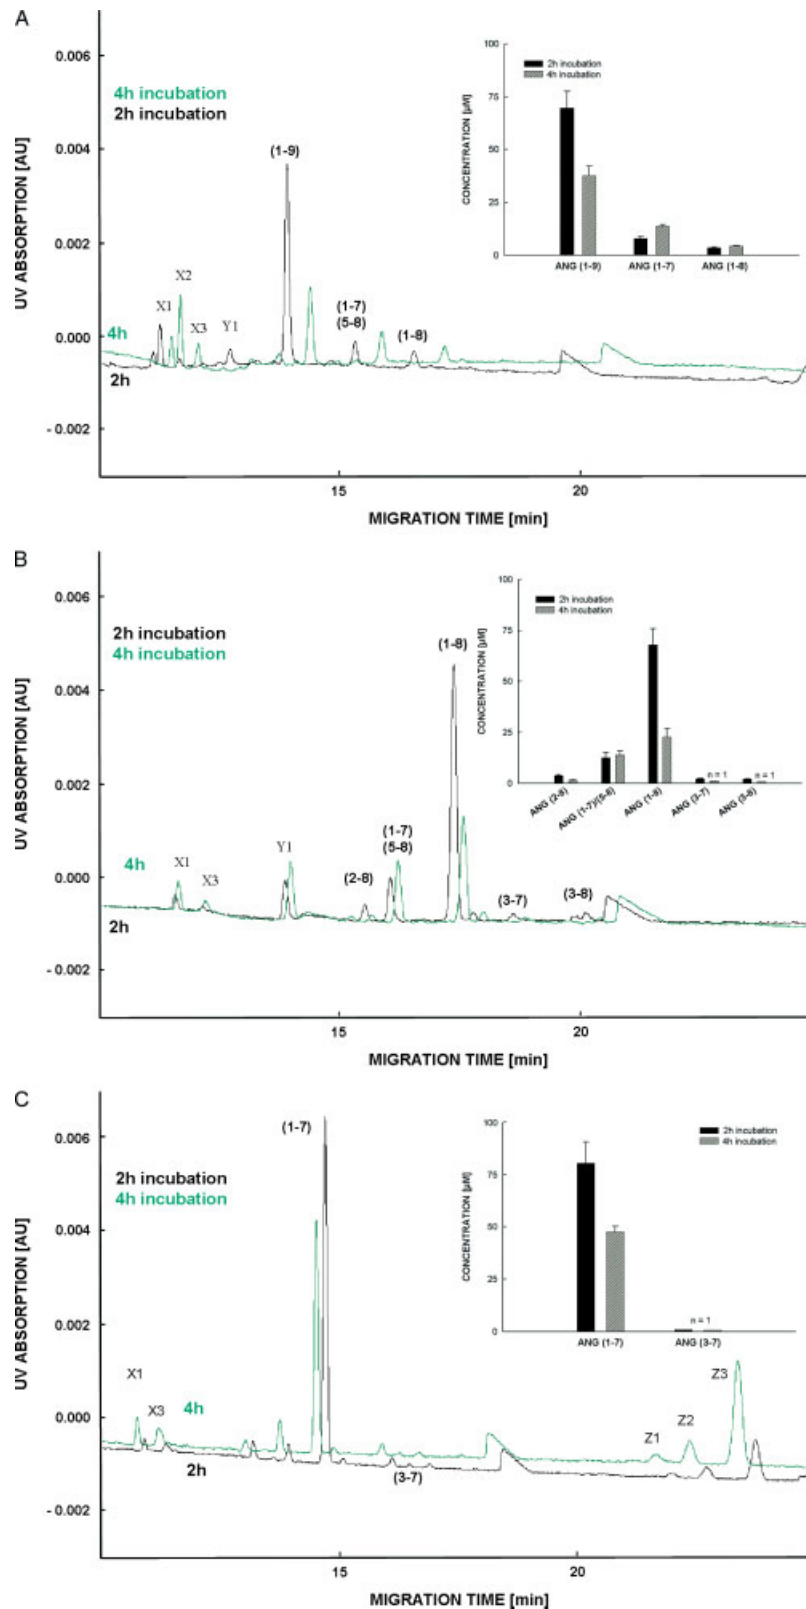 A
0.006
0.004
0.002
0.000
- 0.002
UV ABSORPTION [AU]
4h incubation
2h incubation
X1
X2
X3
Y1
(1-9)
(1-7)
(5-8)
(1-8)
4h
2h
15
20
MIGRATION TIME [min]
100
75
50
25
0
CONCENTRATION [µM]
2h incubation
4h incubation
ANG (1-9)
ANG (1-7)
ANG (1-8)
B
0.006
0.004
0.002
0.000
- 0.002
UV ABSORPTION [AU]
2h incubation
4h incubation
4h
2h
X1
X3
Y1
(2-8)
(1-7)
(5-8)
(1-8)
(3-7)
(3-8)
15
20
MIGRATION TIME [min]
100
75
50
25
0
CONCENTRATION [µM]
2h incubation
4h incubation
n = 1
n = 1
ANG (2-8)
ANG (1-7)/(5-8)
ANG (1-8)
ANG (3-7)
ANG (3-8)
C
0.006
0.004
0.002
0.000
- 0.002
UV ABSORPTION [AU]
2h incubation
4h incubation
X1
X3
(1-7)
4h
2h
(3-7)
Z1
Z2
Z3
15
20
MIGRATION TIME [min]
100
75
50
25
0
CONCENTRATION [µM]
2h incubation
4h incubation
n = 1
ANG (1-7)
ANG (3-7)